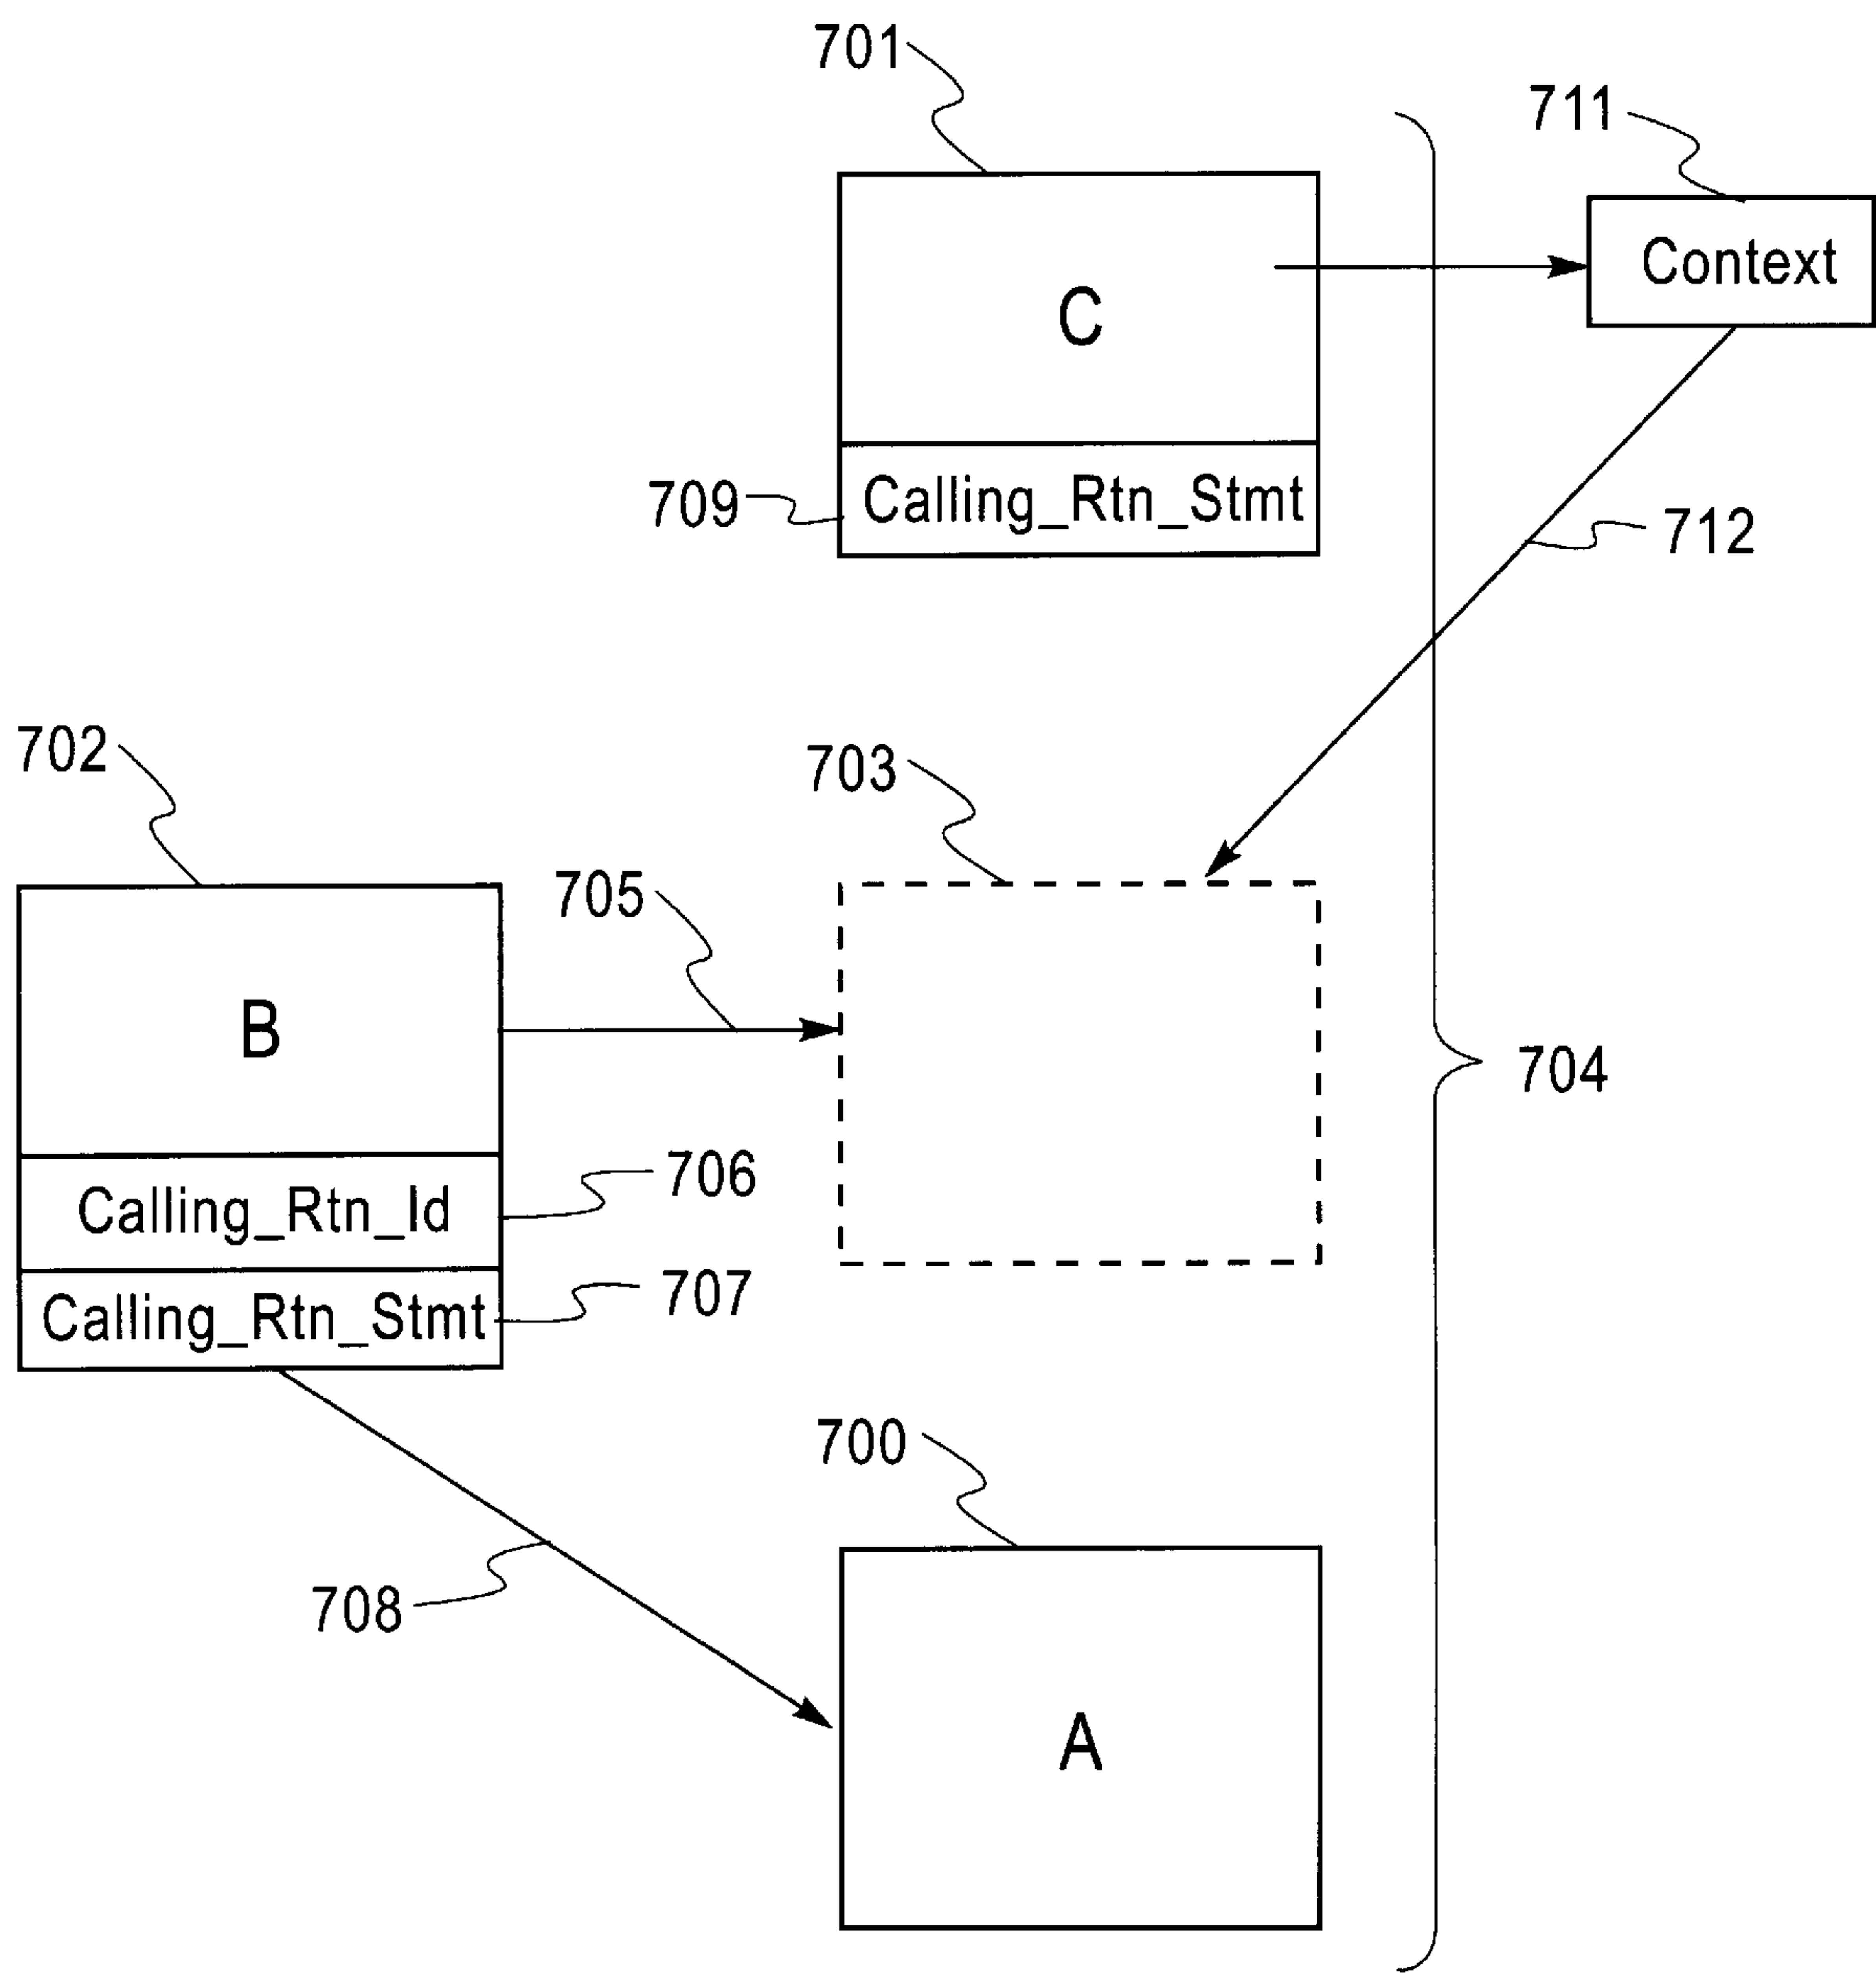 701
711
C
Context
709
Calling_Rtn_Stmt
712
702
703
705
B
704
706
Calling_Rtn_Id
707
Calling_Rtn_Stmt
700
708
A